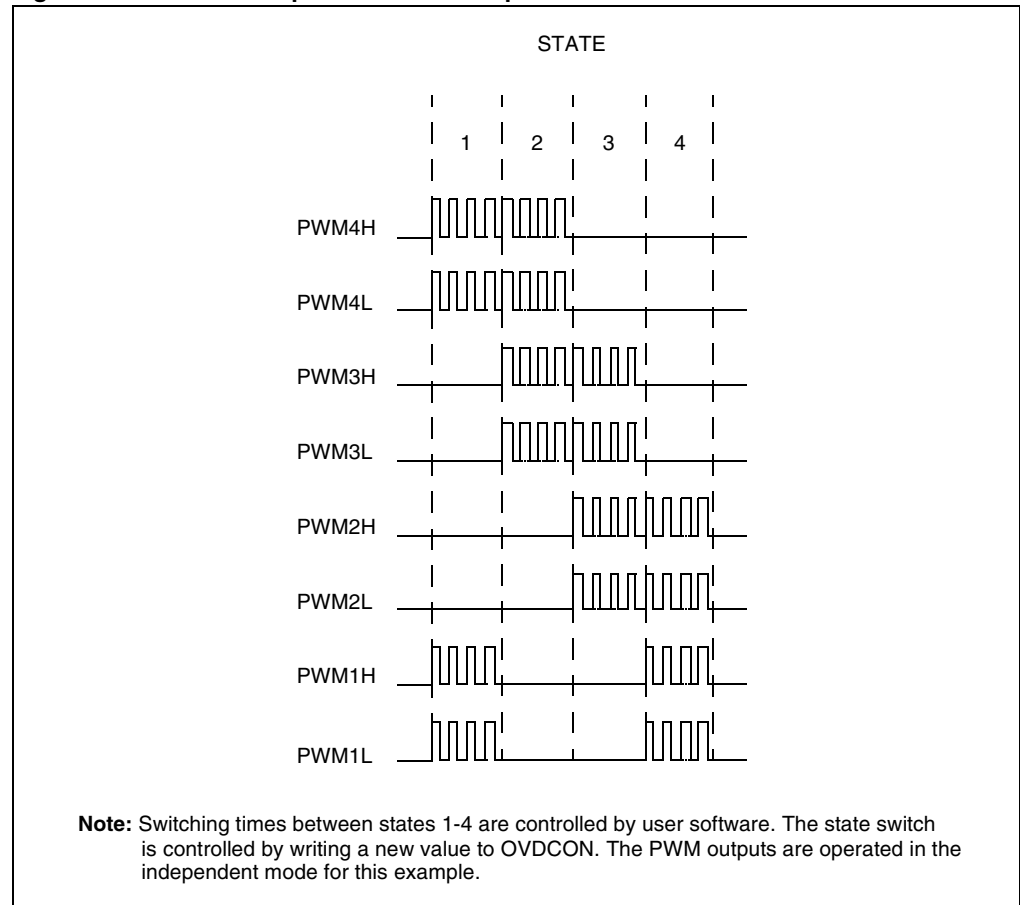 STATE
1 2 3 4
PWM4H
PWM4L
PWM3H
PWM3L
PWM2H
PWM2L
PWM1H
PWM1L
Note: Switching times between states 1-4 are controlled by user software. The state switch
is controlled by writing a new value to OVDCON. The PWM outputs are operated in the
independent mode for this example.